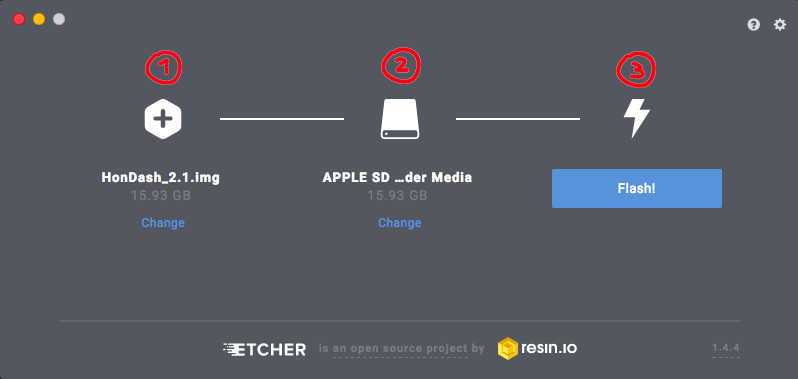 1 2 3
HonDash_2.1.img
15.93 GB
Change
APPLE SD ...der Media
15.93 GB
Change
Flash!
ETCHER is an open source project by resin.io
1.4.4